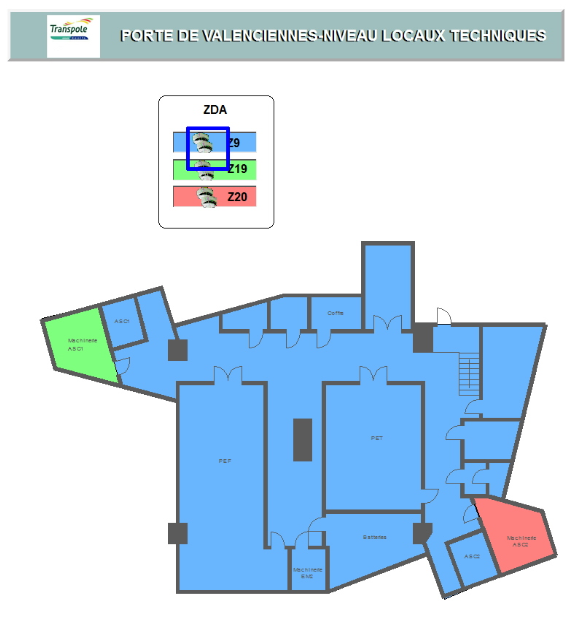 Transpole
PORTE DE VALENCIENNES-NIVEAU LOCAUX TECHNIQUES
ZDA
Z9
Z19
Z20
Coffre
ASC1
Machinerie
ASC1
PEF
Batteries
Machinerie
ASC2
ASC2
Machinerie